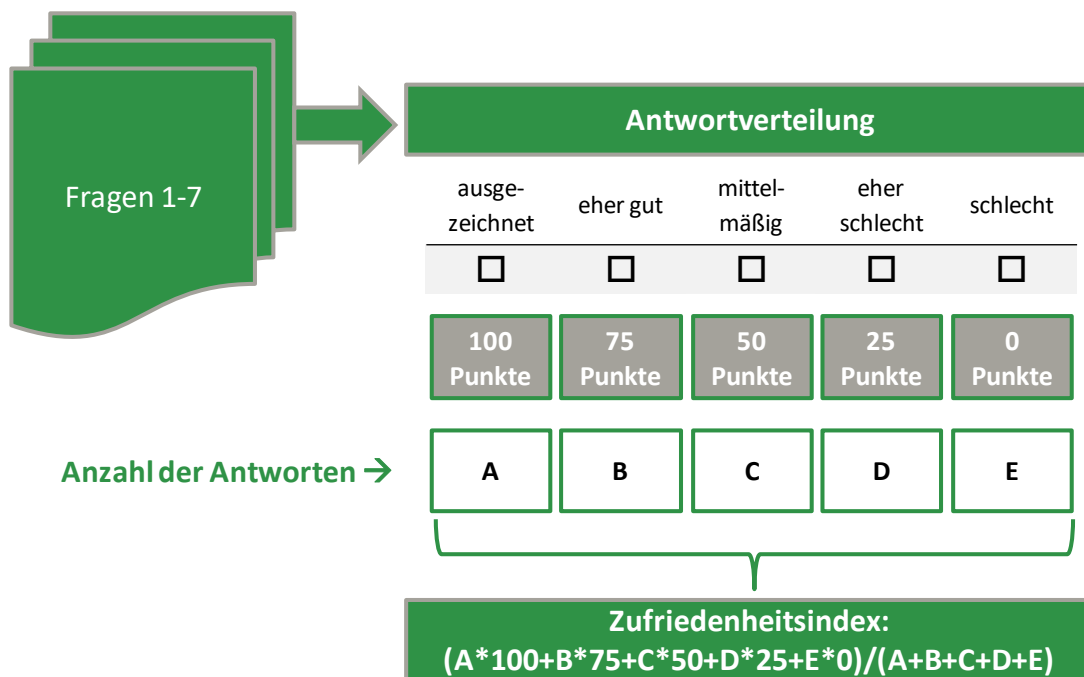 Fragen 1-7
Antwortverteilung
ausge-
zeichnet
eher gut
mittel-
mäßig
eher
schlecht
schlecht
100
Punkte
75
Punkte
50
Punkte
25
Punkte
0
Punkte
Anzahl der Antworten →
A
B
C
D
E
Zufriedenheitsindex:
(A*100+B*75+C*50+D*25+E*0)/(A+B+C+D+E)